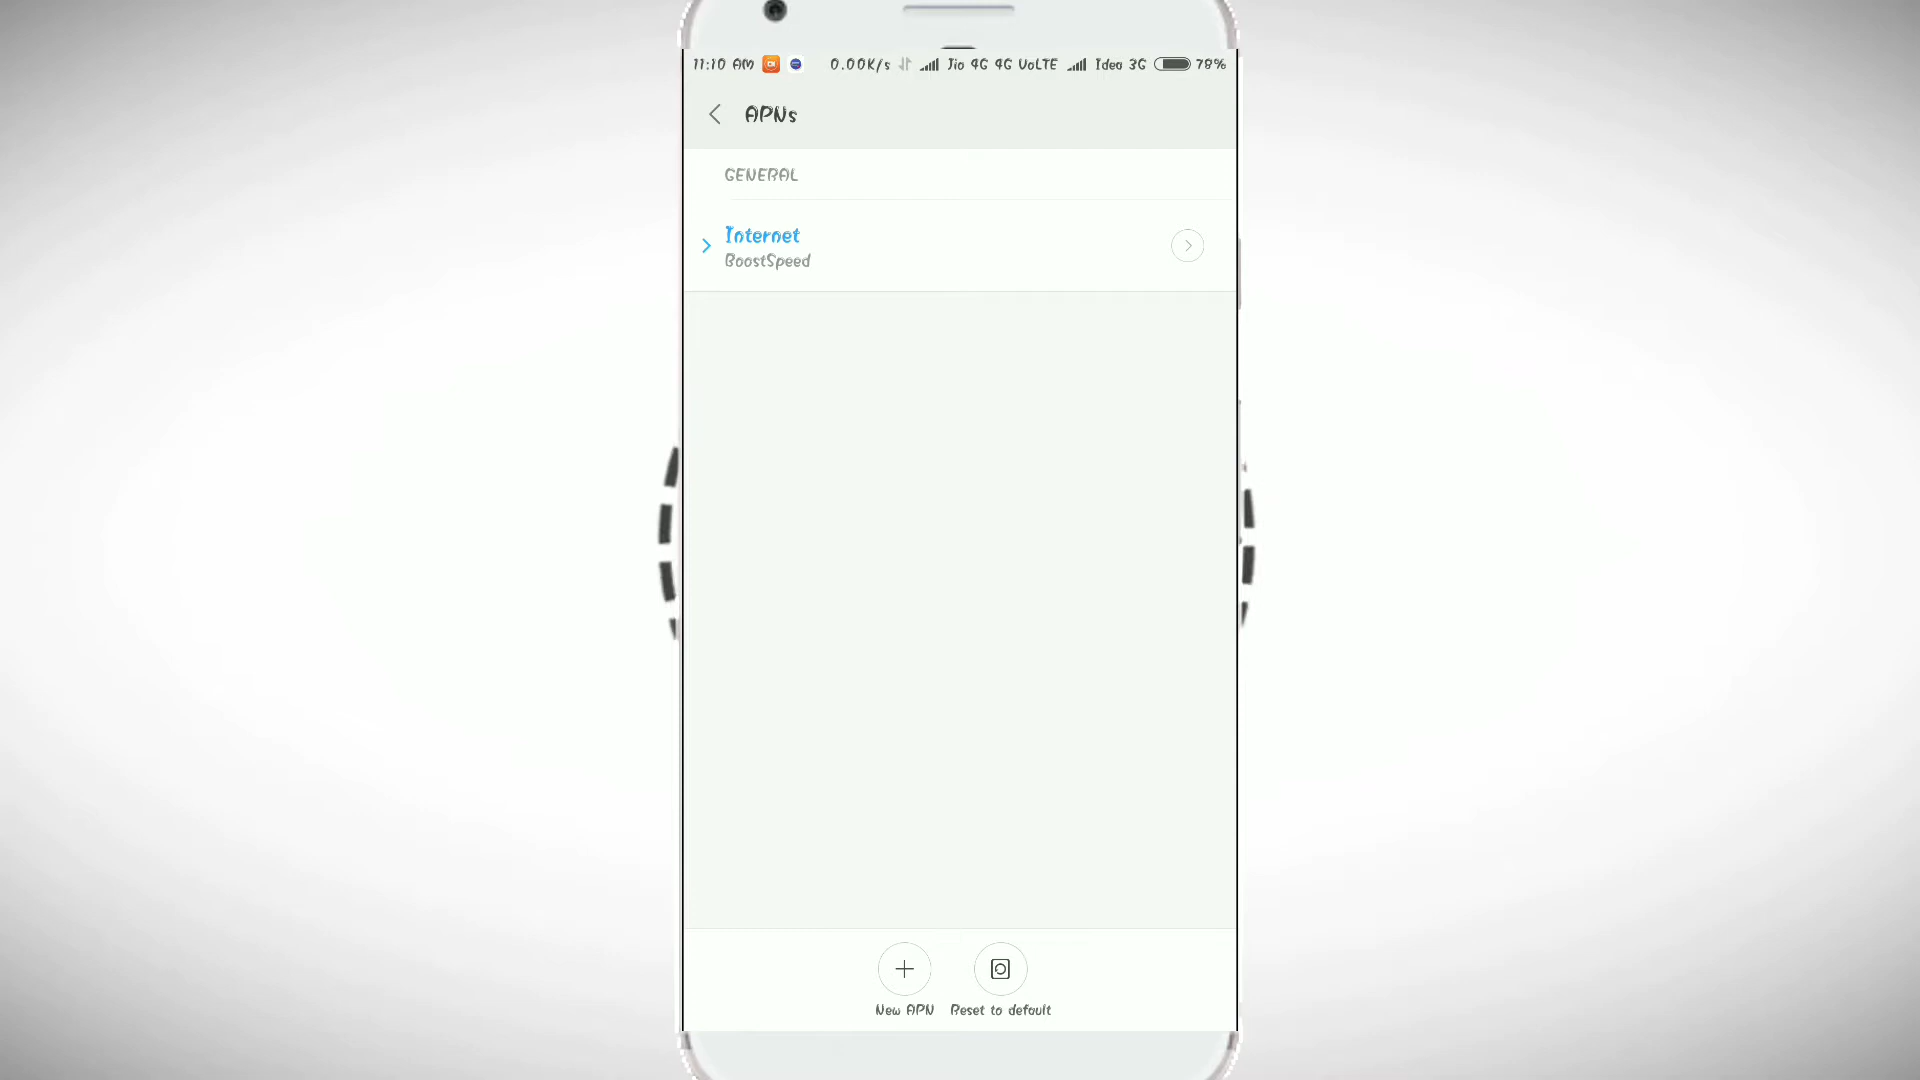 11:10 AM 0.00K/s Jio 4G 4G VoLTE Idea 3G 78%
APNs
GENERAL
Internet
BoostSpeed
New APN Reset to default